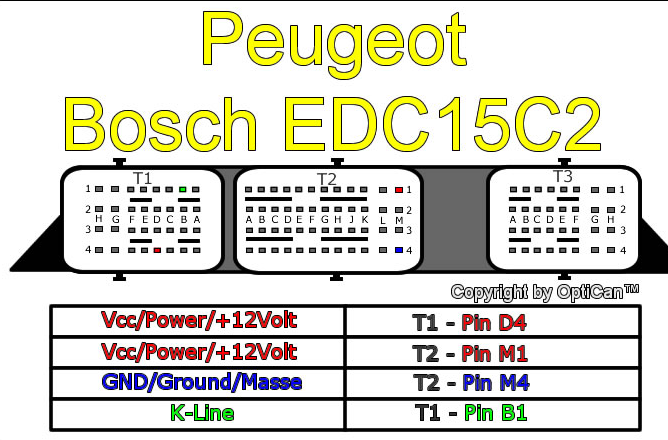 Peugeot
Bosch EDC15C2
T1 T2 T3
1 1 1
2 2 2
H G F E D C B A A B C D E F G H J K L M A B C D E F G H
3 3 3
4 4 4
Copyright by OptiCan™
Vcc/Power/+12Volt T1 - Pin D4
Vcc/Power/+12Volt T2 - Pin M1
GND/Ground/Masse T2 - Pin M4
K-Line T1 - Pin B1